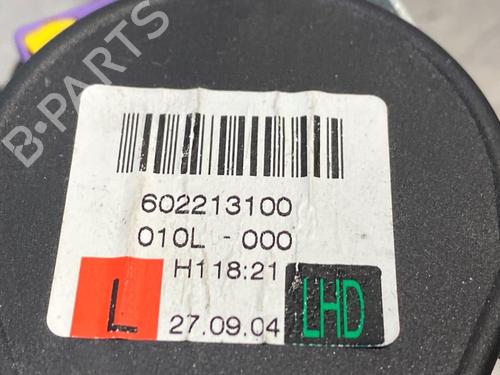 B-PARTS
602213100
010L - 000
H118:21
L
27.09.04
LHD